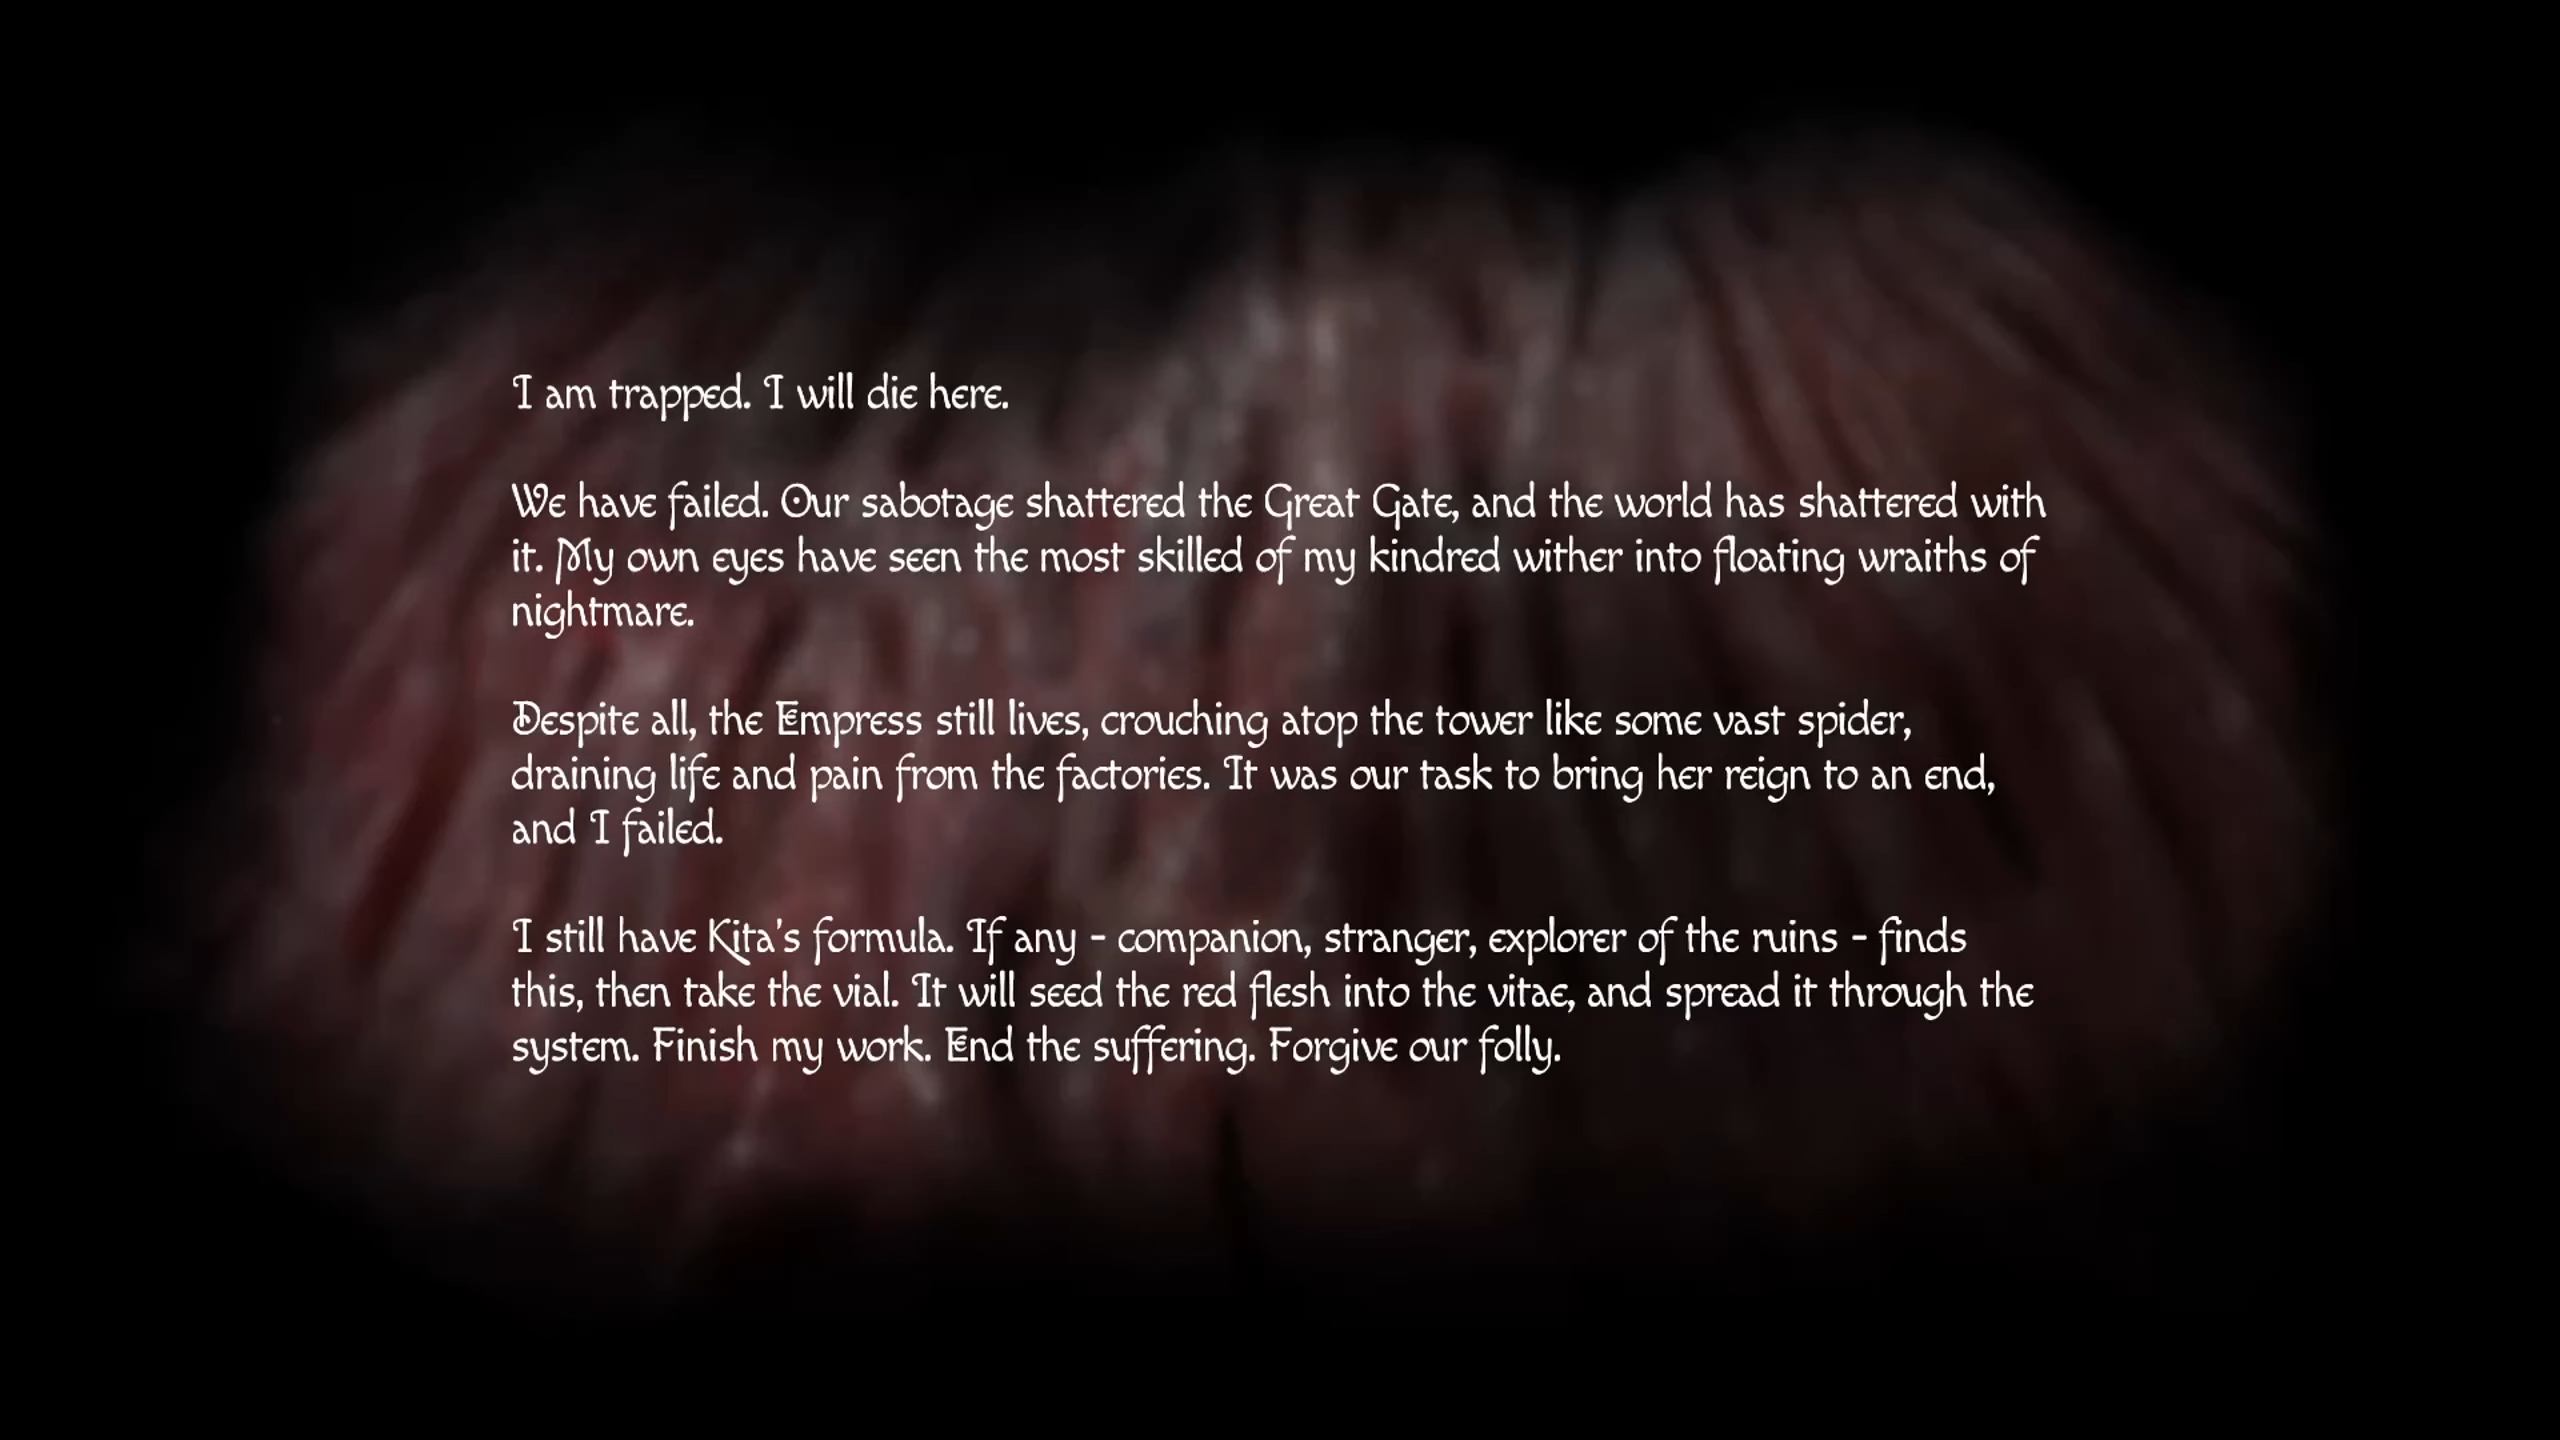 I am trapped. I will die here.
We have failed. Our sabotage shattered the Great Gate, and the world has shattered with
it. My own eyes have seen the most skilled of my kindred wither into floating wraiths of
nightmare.
Despite all, the Empress still lives, crouching atop the tower like some vast spider,
draining life and pain from the factories. It was our task to bring her reign to an end,
and I failed.
I still have Kita's formula. If any - companion, stranger, explorer of the ruins - finds
this, then take the vial. It will seed the red flesh into the vitae, and spread it through the
system. Finish my work. End the suffering. Forgive our folly.